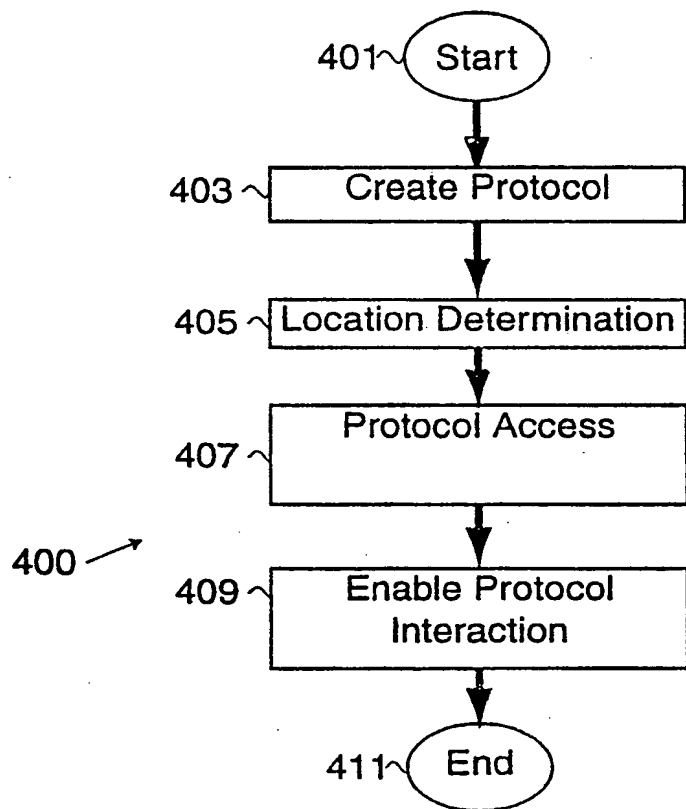 401 Start
403 Create Protocol
405 Location Determination
407 Protocol Access
400
409 Enable Protocol
Interaction
411 End